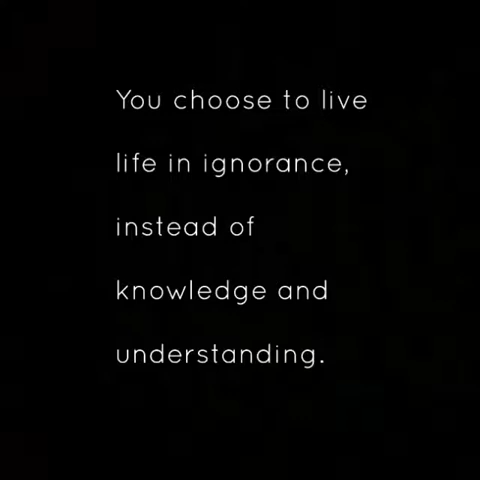 You choose to live
life in ignorance,
instead of
knowledge and
understanding.